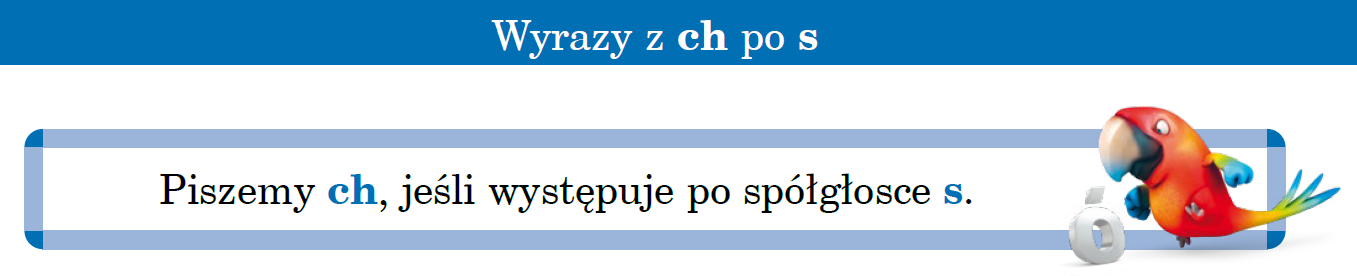 Wyrazy z ch po s
Piszemy ch, jeśli występuje po spółgłosce s.
ó